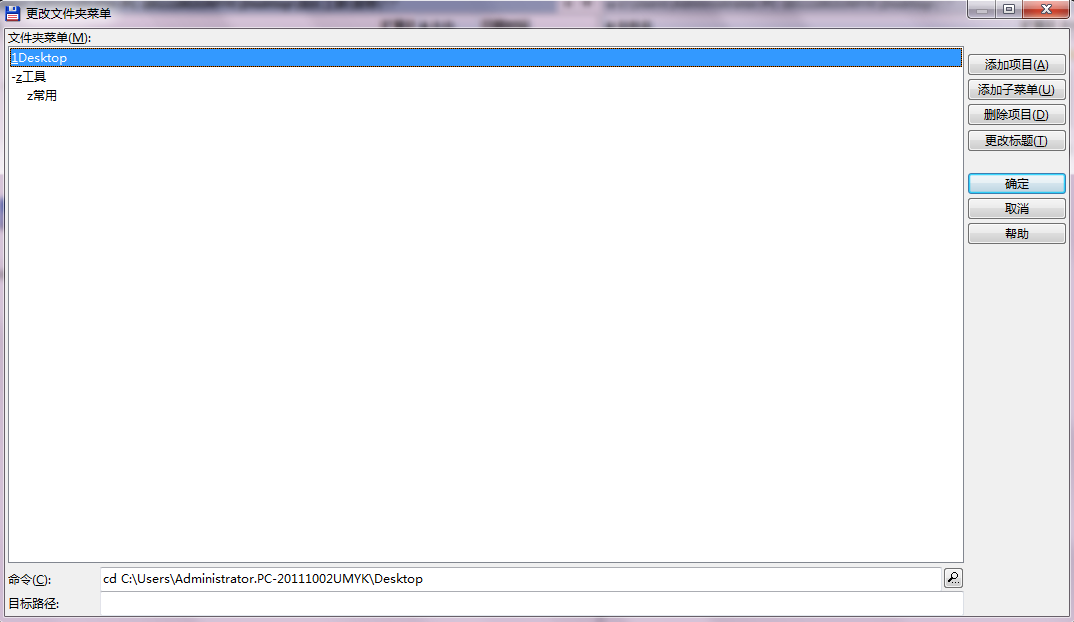 更改文件夹菜单
文件夹菜单(M):
1Desktop
-z工具
z常用
添加项目(A)
添加子菜单(U)
删除项目(D)
更改标题(T)
确定
取消
帮助
命令(C):
cd C:\Users\Administrator.PC-20111002UMYK\Desktop
目标路径: